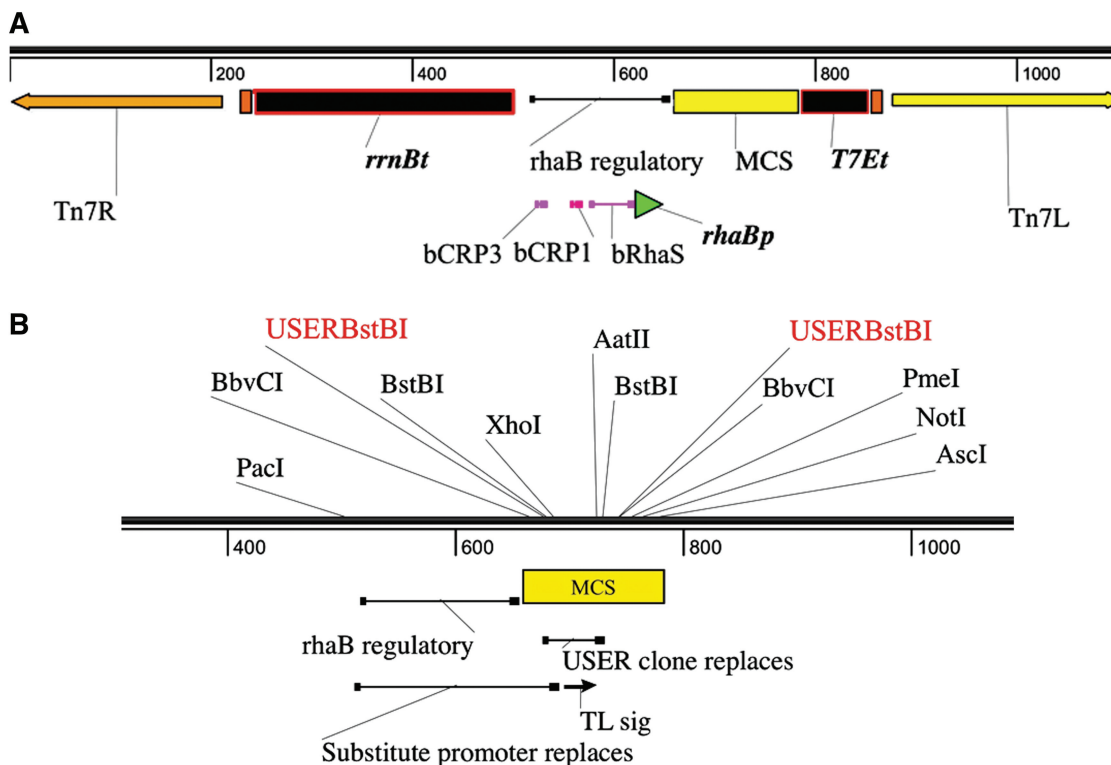 A
200 400 600 800 1000
rrnBt
rhaB regulatory
MCS
T7Et
Tn7R
Tn7L
bCRP3
bCRP1
bRhaS
rhaBp
B
USERBstBI
AatII
USERBstBI
BbvCI
BstBI
BstBI
BbvCI
PmeI
XhoI
NotI
PacI
AscI
400 600 800 1000
MCS
rhaB regulatory
USER clone replaces
TL sig
Substitute promoter replaces